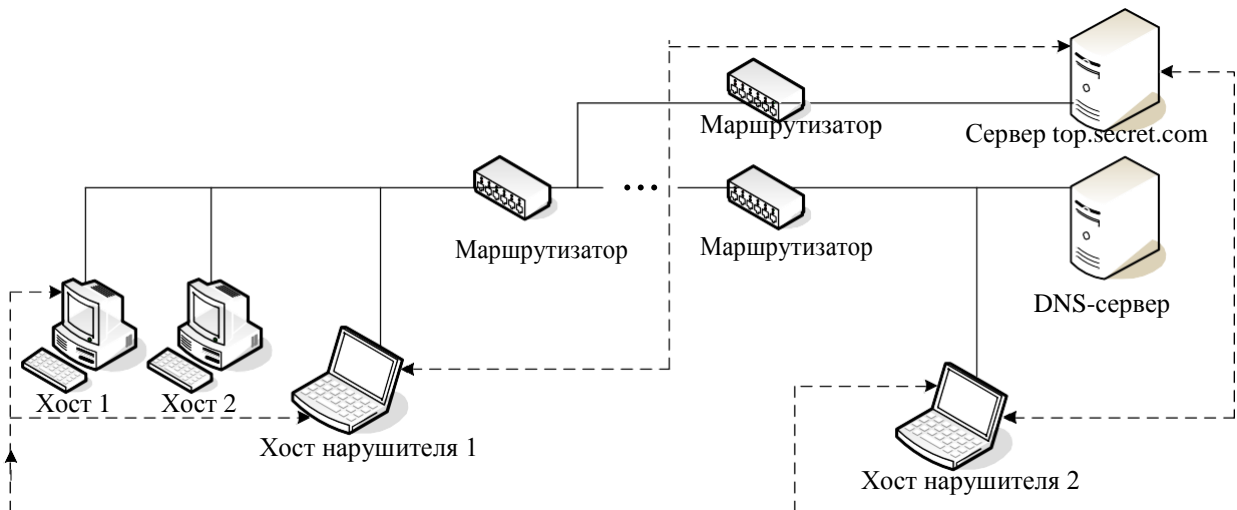 Маршрутизатор
Сервер top.secret.com
Маршрутизатор
Маршрутизатор
DNS-сервер
Хост 1
Хост 2
Хост нарушителя 1
Хост нарушителя 2